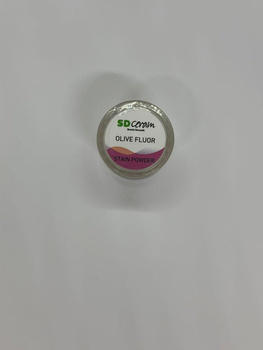 SD ceram
OLIVE FLUOR
STAIN POWDER